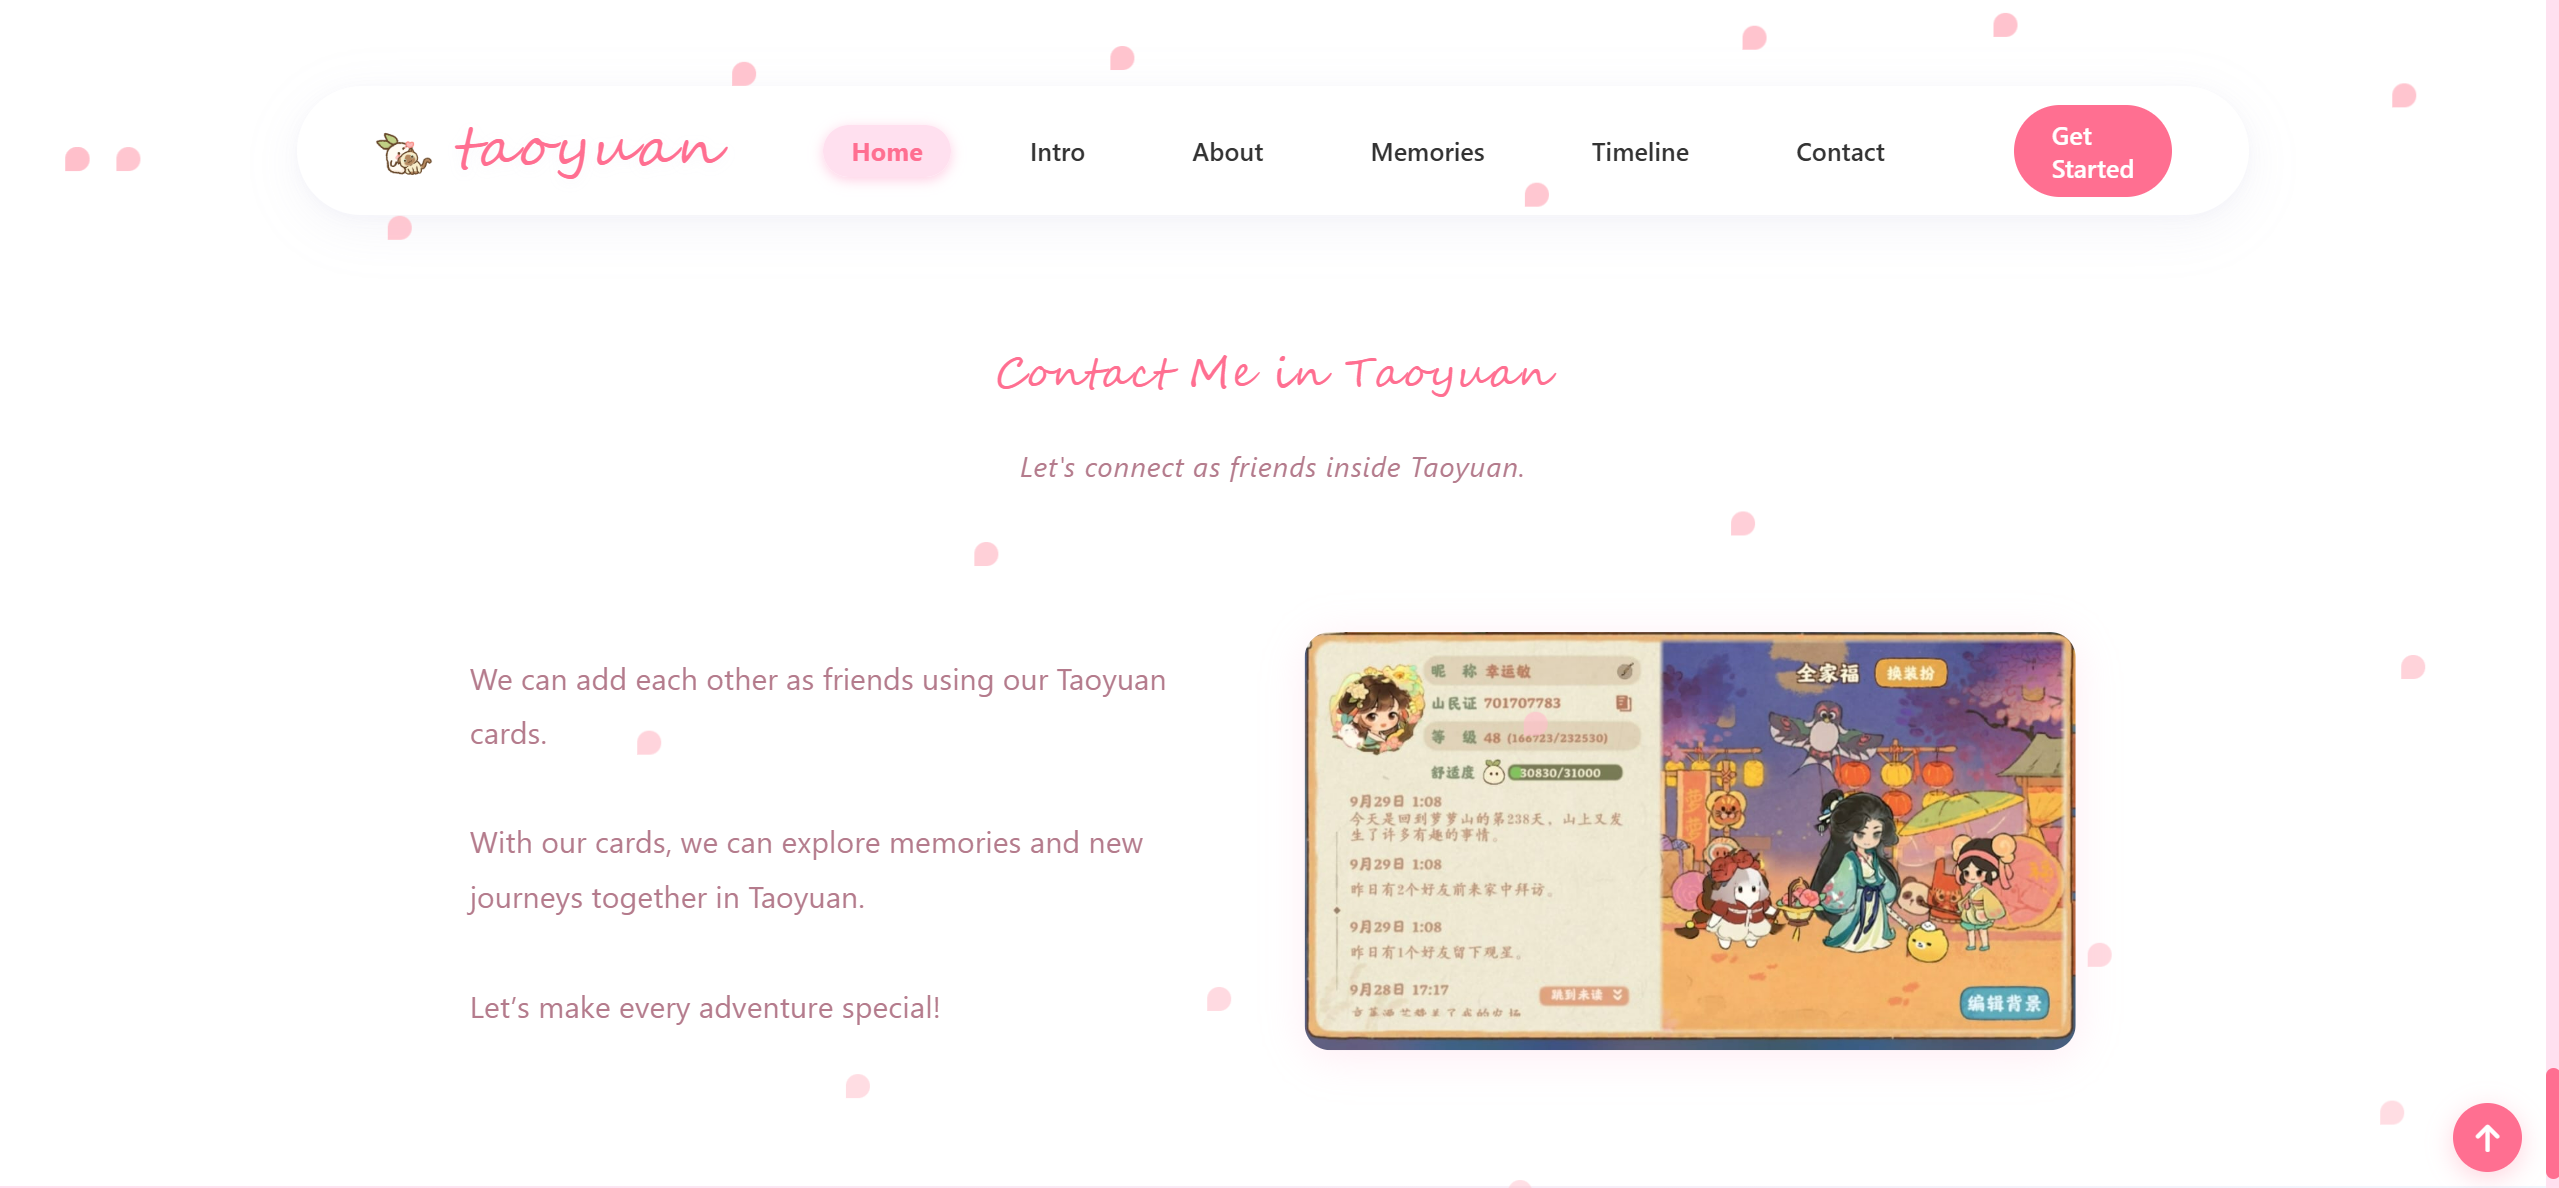 taoyuan
Home
Intro
About
Memories
Timeline
Contact
Get
Started
Contact Me in Taoyuan
Let's connect as friends inside Taoyuan.
We can add each other as friends using our Taoyuan
cards.
With our cards, we can explore memories and new
journeys together in Taoyuan.
Let’s make every adventure special!
昵 称 幸运敏
山民证 701707783
等 级 48 (166723/232530)
舒适度 30830/31000
9月29日 1:08
今天是回到萝萝山的第238天，山上又发
生了许多有趣的事情。
9月29日 1:08
昨日有2个好友前来家中拜访。
9月29日 1:08
昨日有1个好友留下观星。
9月28日 17:17
跳到未读
全家福
换装扮
编辑背景